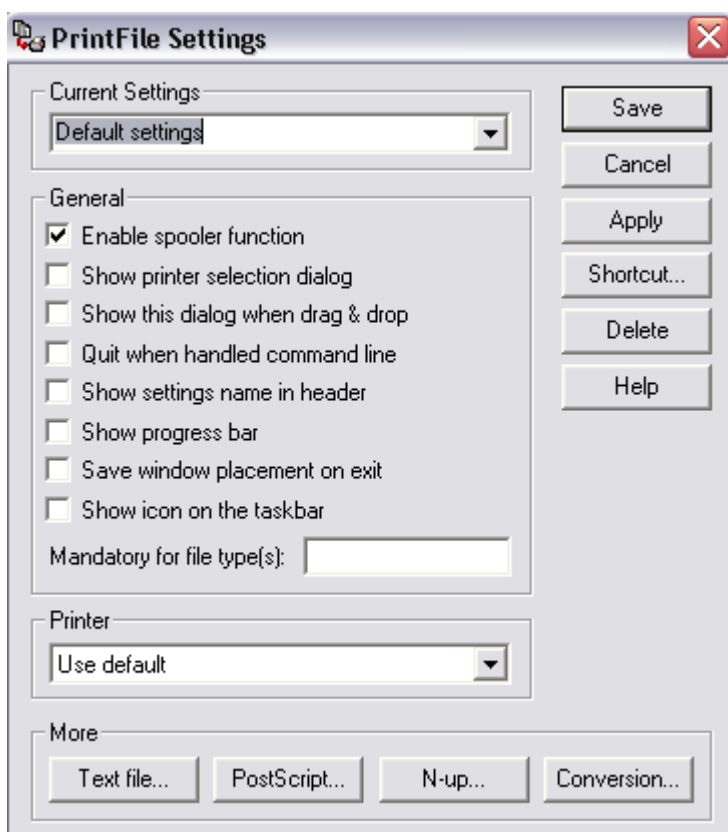 PrintFile Settings
Current Settings
Default settings
Save
Cancel
Apply
Shortcut...
Delete
Help
General
Enable spooler function
Show printer selection dialog
Show this dialog when drag & drop
Quit when handled command line
Show settings name in header
Show progress bar
Save window placement on exit
Show icon on the taskbar
Mandatory for file type(s):
Printer
Use default
More
Text file... PostScript... N-up... Conversion...